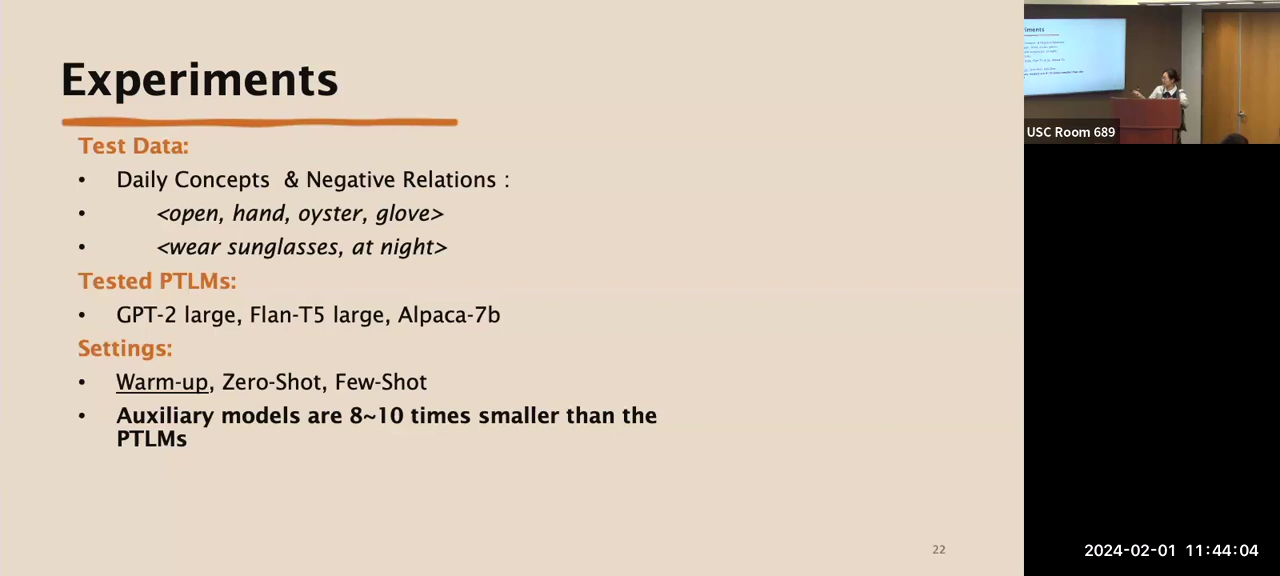 Experiments
Test Data:
• Daily Concepts & Negative Relations :
• <open, hand, oyster, glove>
• <wear sunglasses, at night>
Tested PTLMs:
• GPT-2 large, Flan-T5 large, Alpaca-7b
Settings:
• Warm-up, Zero-Shot, Few-Shot
• Auxiliary models are 8~10 times smaller than the
PTLMs
22
iments
USC Room 689
2024-02-01 11:44:04